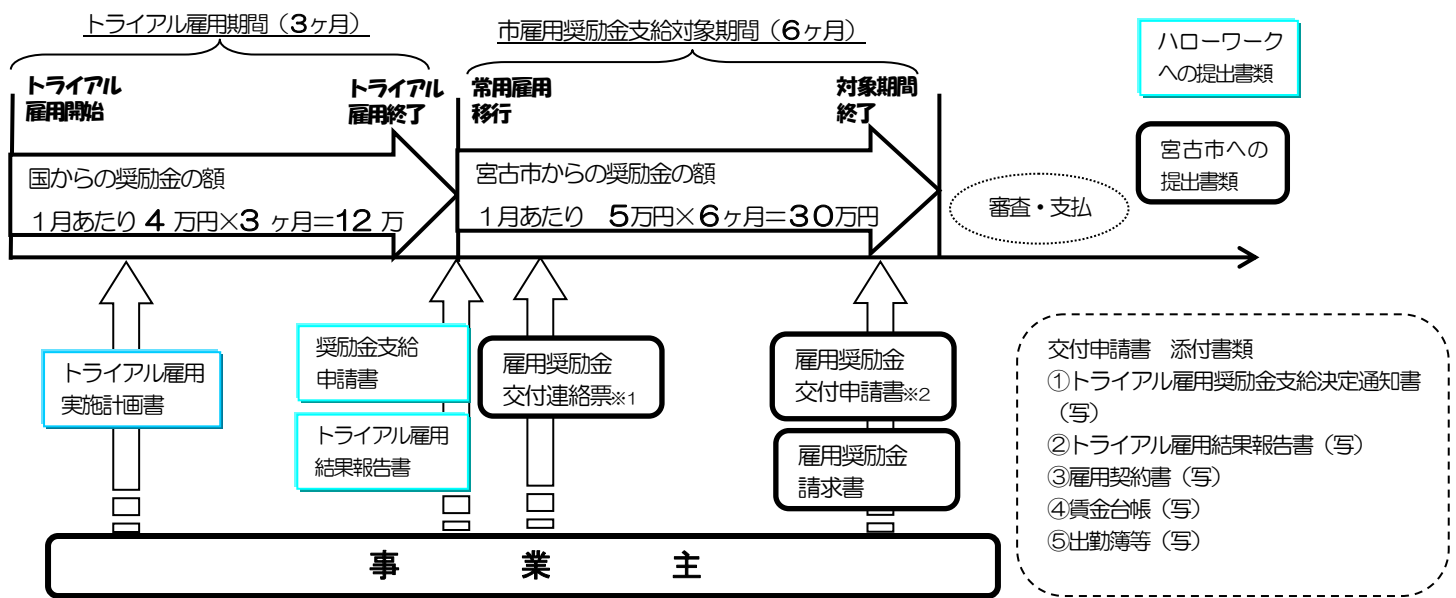 トライアル雇用期間（3ヶ月）
市雇用奨励金支給対象期間（6ヶ月）
ハローワーク
への提出書類
トライアル
雇用開始
トライアル
雇用終了
常用雇用
移行
対象期間
終了
宮古市への
提出書類
国からの奨励金の額
1月あたり 4 万円×3 ヶ月＝12 万
宮古市からの奨励金の額
1月あたり　5万円×6ヶ月＝30万円
審査・支払
トライアル雇用
実施計画書
奨励金支給
申請書
トライアル雇用
結果報告書
雇用奨励金
交付連絡票※1
雇用奨励金
交付申請書※2
雇用奨励金
請求書
交付申請書　添付書類
①トライアル雇用奨励金支給決定通知書
（写）
②トライアル雇用結果報告書（写）
③雇用契約書（写）
④賃金台帳（写）
⑤出勤簿等（写）
事　業　主